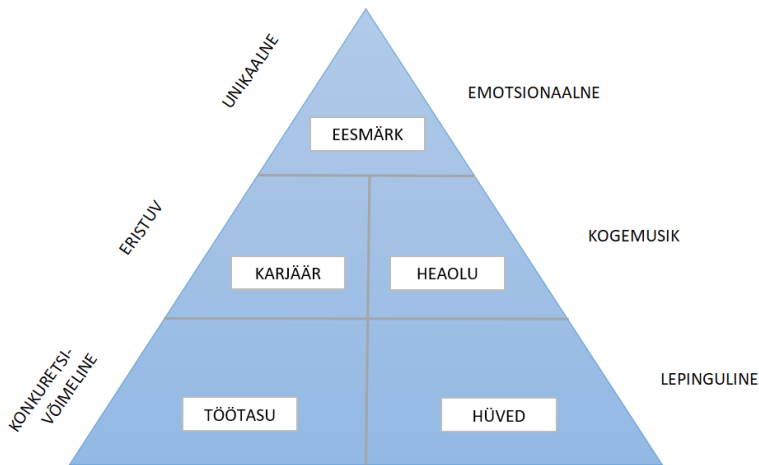 UNIKAALNE
EMOTSIONAALNE
EESMÄRK
ERISTUV
KOGEMUSIK
KARJÄÄR
HEAOLU
KONKURETSI-
VÕIMELINE
LEPINGULINE
TÖÖTASU
HÜVED